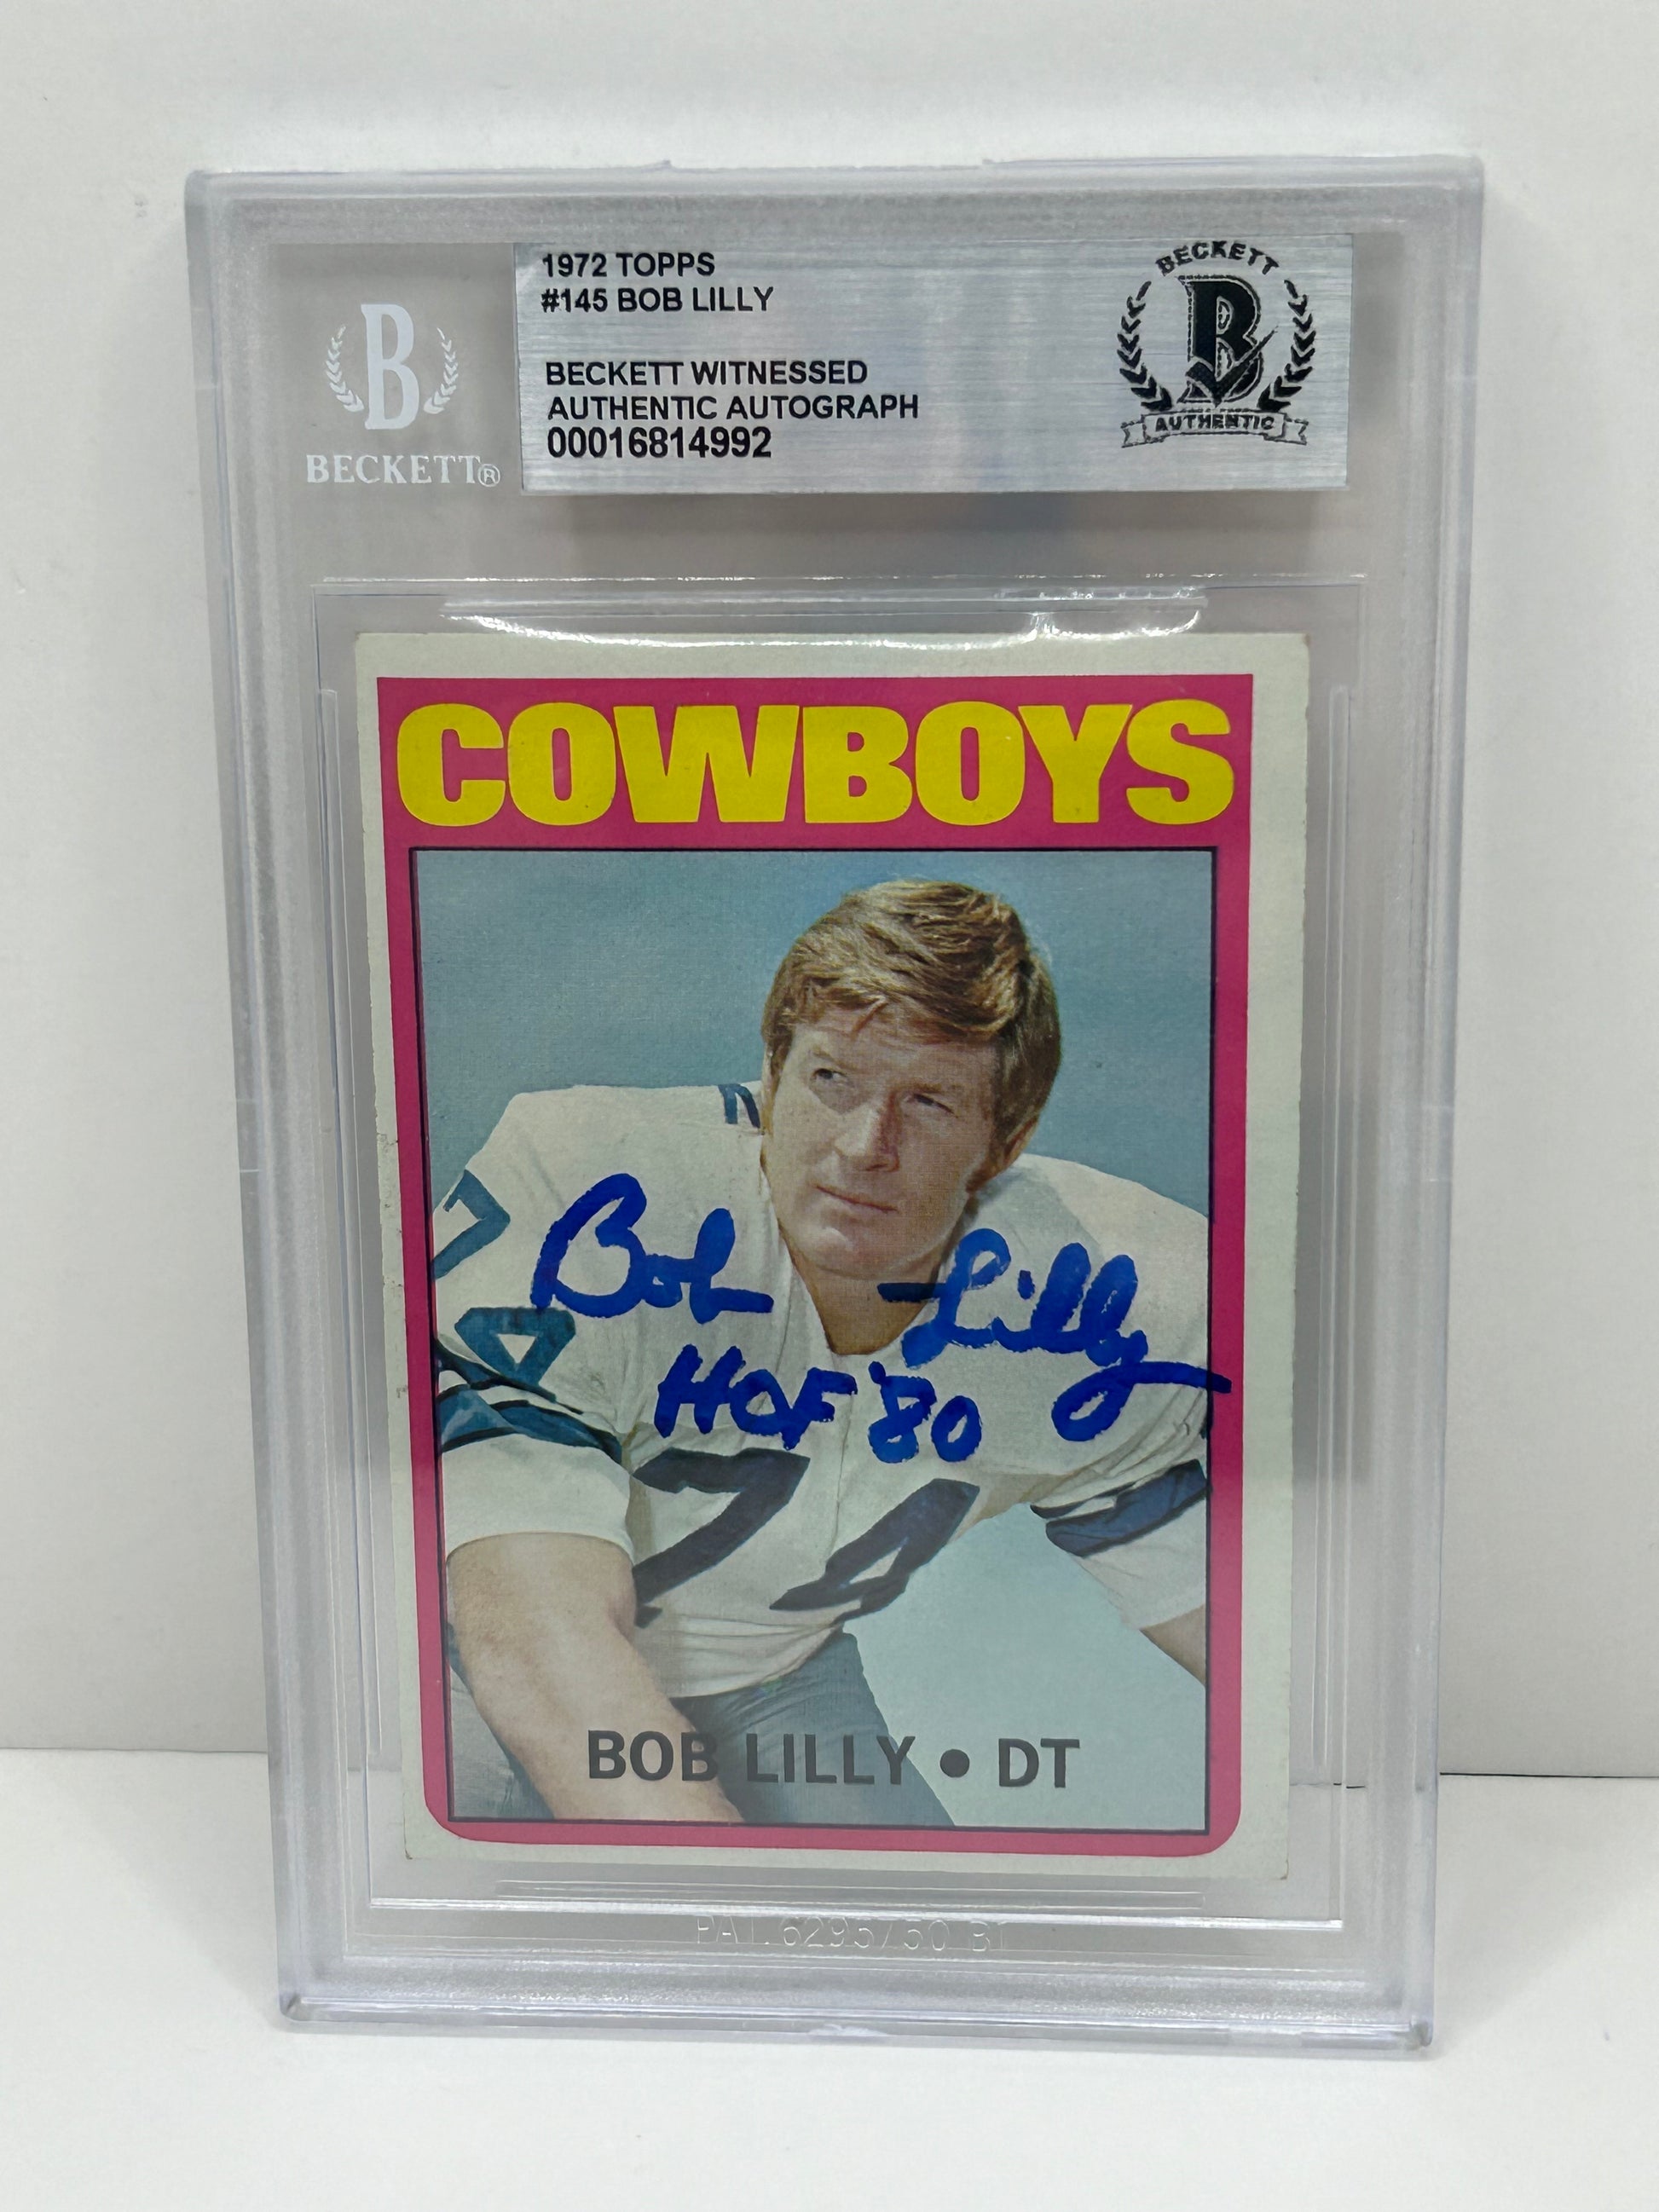 1972 TOPPS
#145 BOB LILLY
BECKETT WITNESSED
AUTHENTIC AUTOGRAPH
00016814992
BECKETT
B
AUTHENTIC
B
BECKETT®
COWBOYS
Bob Lilly
HOF '80
74
BOB LILLY • DT